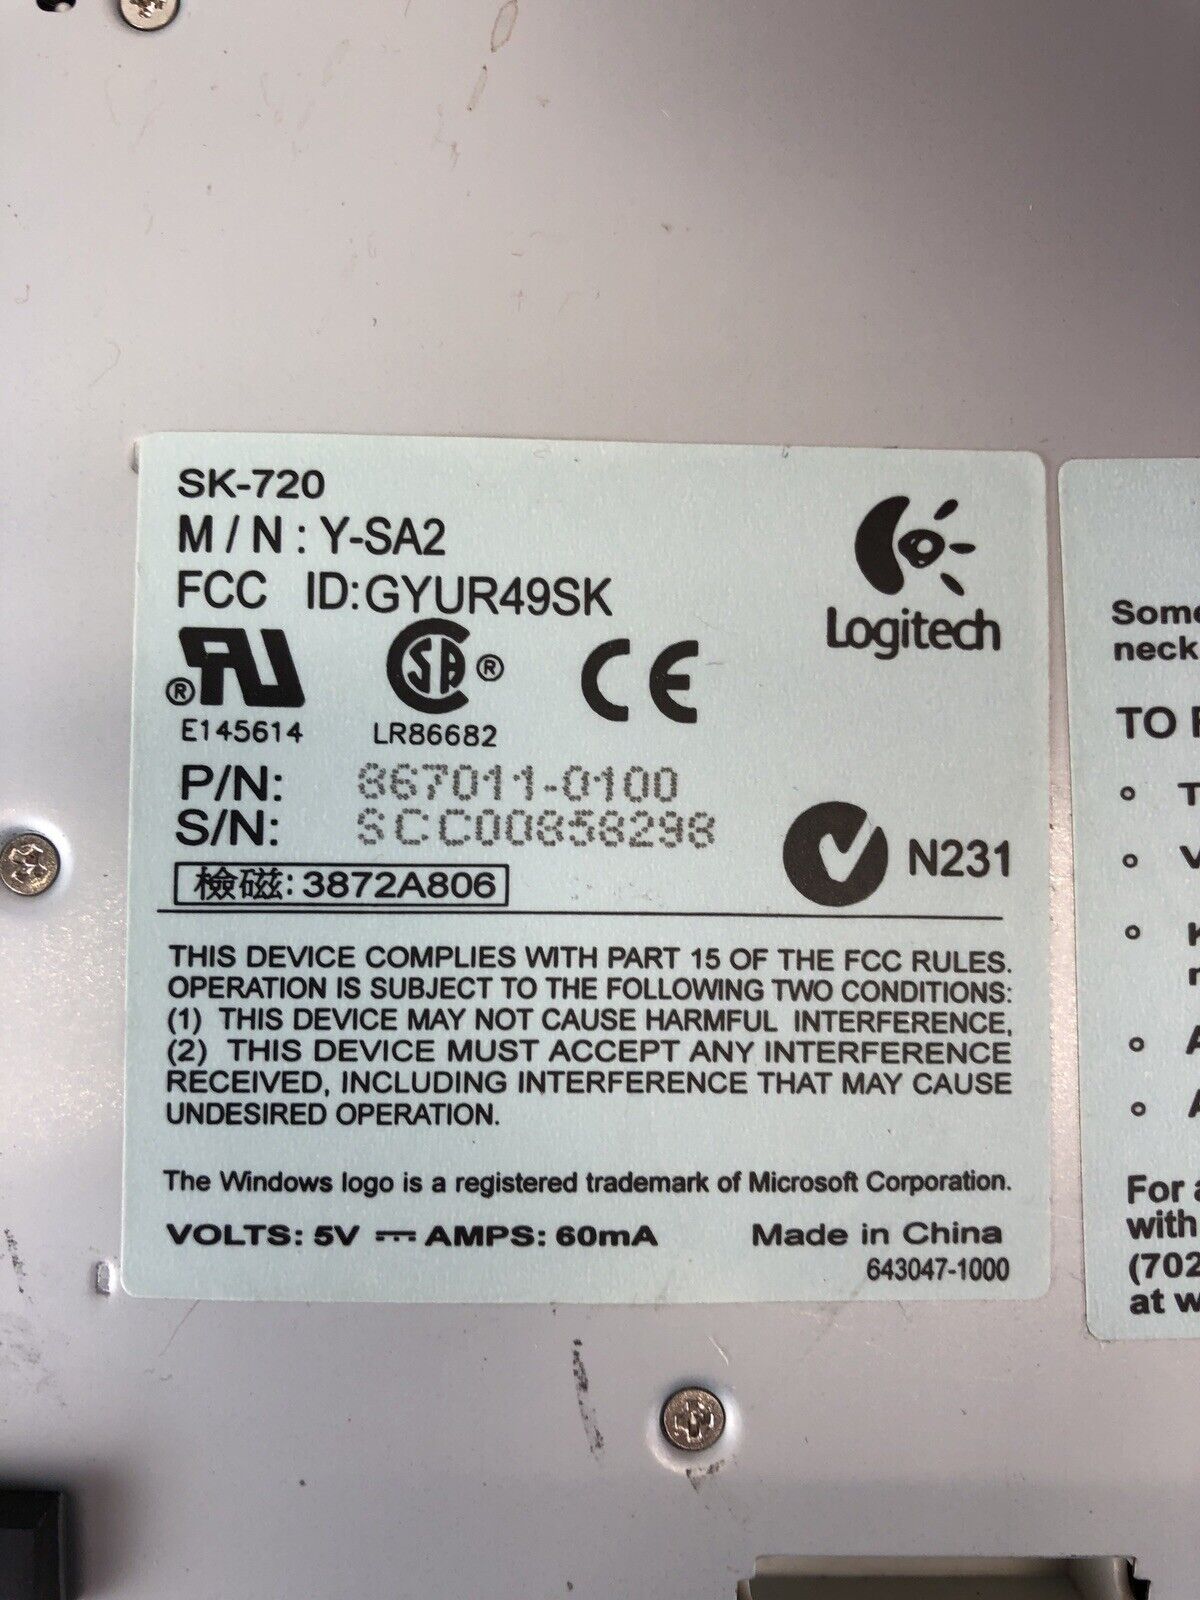 SK-720
M / N : Y-SA2
FCC ID:GYUR49SK
Logitech
®
E145614
SA ®
LR86682
CE
P/N: 867011-0100
S/N: SCC00858298
N231
檢磁: 3872A806
THIS DEVICE COMPLIES WITH PART 15 OF THE FCC RULES.
OPERATION IS SUBJECT TO THE FOLLOWING TWO CONDITIONS:
(1) THIS DEVICE MAY NOT CAUSE HARMFUL INTERFERENCE,
(2) THIS DEVICE MUST ACCEPT ANY INTERFERENCE
RECEIVED, INCLUDING INTERFERENCE THAT MAY CAUSE
UNDESIRED OPERATION.
The Windows logo is a registered trademark of Microsoft Corporation.
VOLTS: 5V ⎓ AMPS: 60mA Made in China
643047-1000
neck
TO
For
with
(702
at